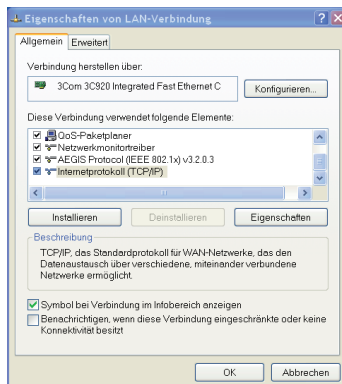 Eigenschaften von LAN-Verbindung
Allgemein Erweitert
Verbindung herstellen über:
3Com 3C920 Integrated Fast Ethernet C
Konfigurieren...
Diese Verbindung verwendet folgende Elemente:
QoS-Paketplaner
Netzwerkmonitortreiber
AEGIS Protocol (IEEE 802.1x) v3.2.0.3
Internetprotokoll (TCP/IP)
Installieren Deinstallieren Eigenschaften
Beschreibung
TCP/IP, das Standardprotokoll für WAN-Netzwerke, das den
Datenaustausch über verschiedene, miteinander verbundene
Netzwerke ermöglicht.
Symbol bei Verbindung im Infobereich anzeigen
Benachrichtigen, wenn diese Verbindung eingeschränkte oder keine
Konnektivität besitzt
OK Abbrechen